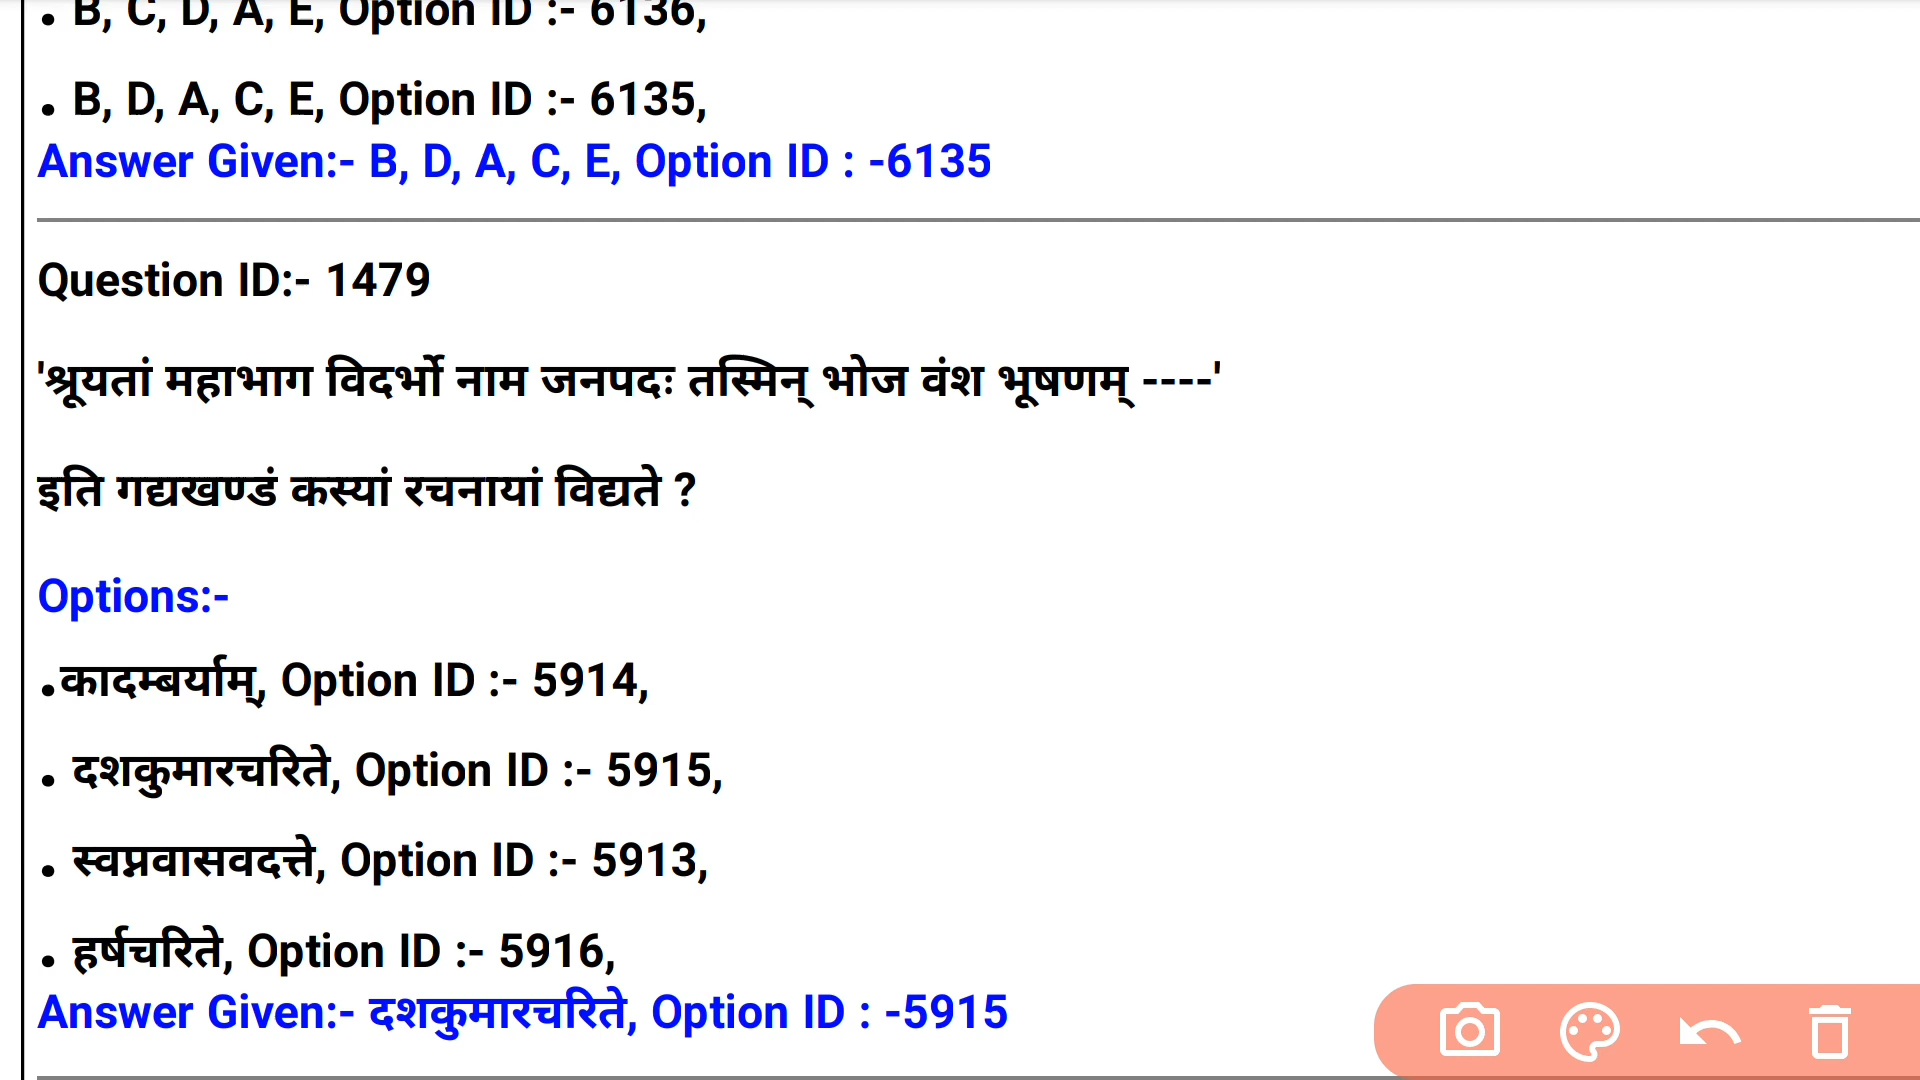 • B, C, D, A, E, Option ID :- 6136,
• B, D, A, C, E, Option ID :- 6135,
Answer Given:- B, D, A, C, E, Option ID : -6135
Question ID:- 1479
'श्रूयतां महाभाग विदर्भो नाम जनपदः तस्मिन् भोज वंश भूषणम् ----'
इति गद्यखण्डं कस्यां रचनायां विद्यते ?
Options:-
•कादम्बर्याम्, Option ID :- 5914,
• दशकुमारचरिते, Option ID :- 5915,
• स्वप्नवासवदत्ते, Option ID :- 5913,
• हर्षचरिते, Option ID :- 5916,
Answer Given:- दशकुमारचरिते, Option ID : -5915